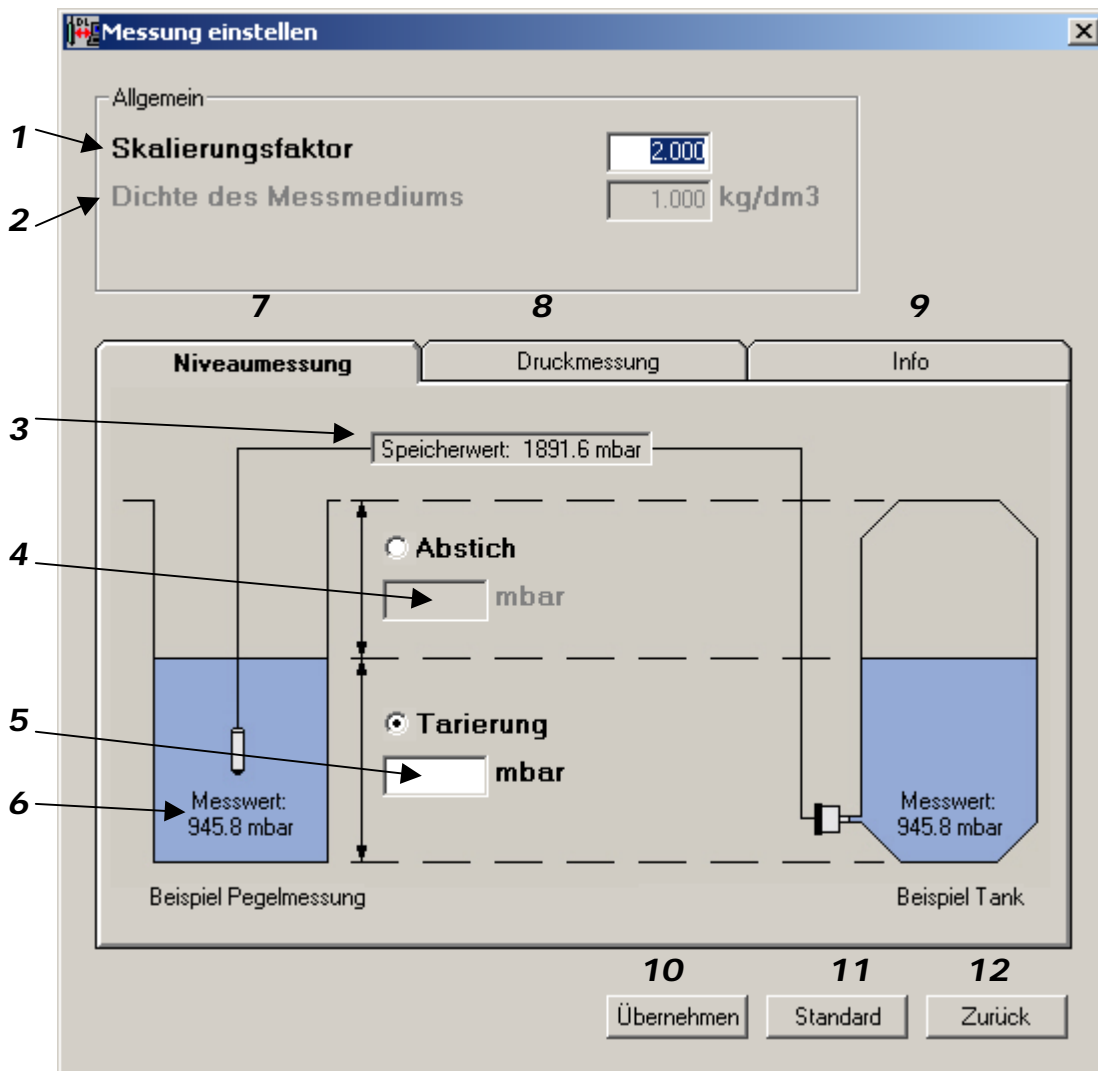 Messung einstellen
Allgemein
1 Skalierungsfaktor 2.000
2 Dichte des Messmediums 1.000 kg/dm3
7 8 9
Niveaumessung Druckmessung Info
3 Speicherwert: 1891.6 mbar
4 Abstich
mbar
5 Tarierung
mbar
6 Messwert:
945.8 mbar
Messwert:
945.8 mbar
Beispiel Pegelmessung Beispiel Tank
10 11 12
Übernehmen Standard Zurück